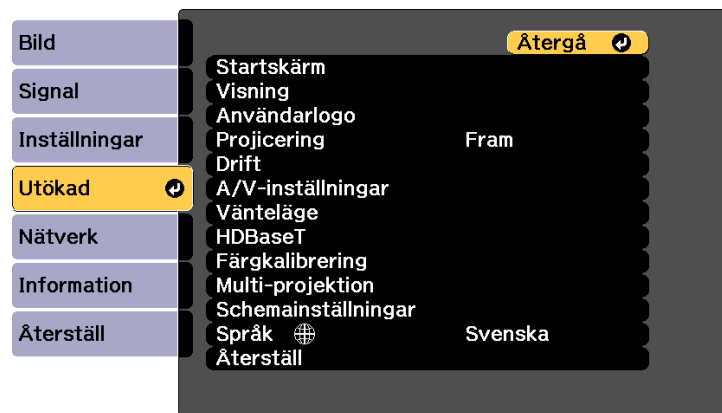 Bild
Signal
Inställningar
Utökad
Nätverk
Information
Återställ
Återgå
Startskärm
Visning
Användarlogo
Projicering Fram
Drift
A/V-inställningar
Vänteläge
HDBaseT
Färgkalibrering
Multi-projektion
Schemainställningar
Språk Svenska
Återställ